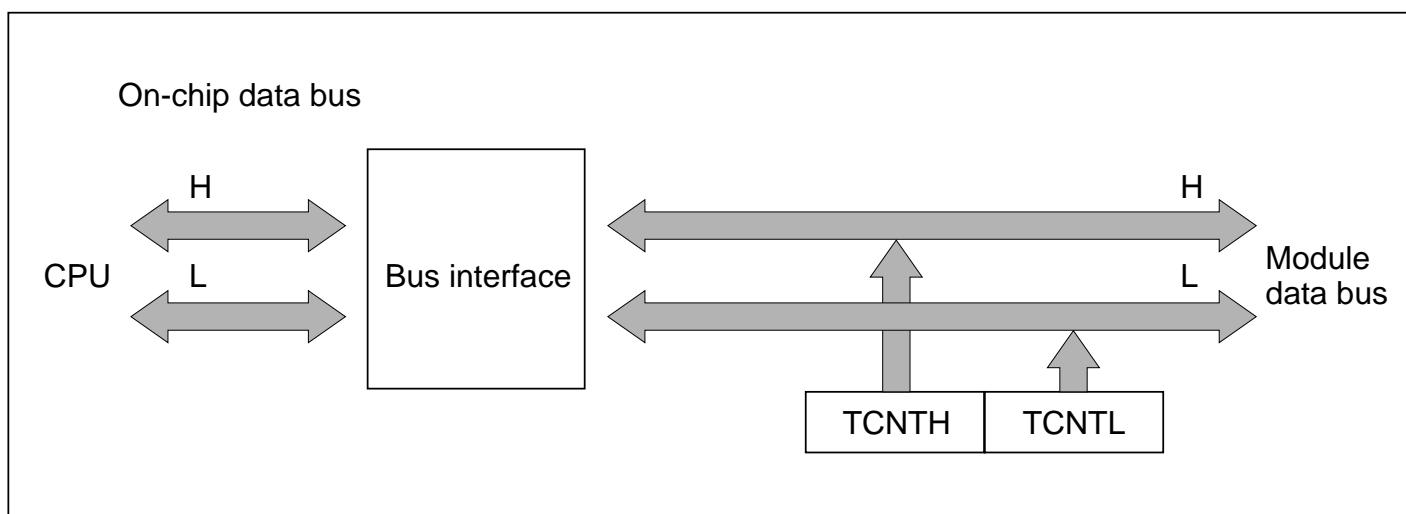 On-chip data bus
H
H
CPU
L
Bus interface
L
Module
data bus
TCNTH
TCNTL